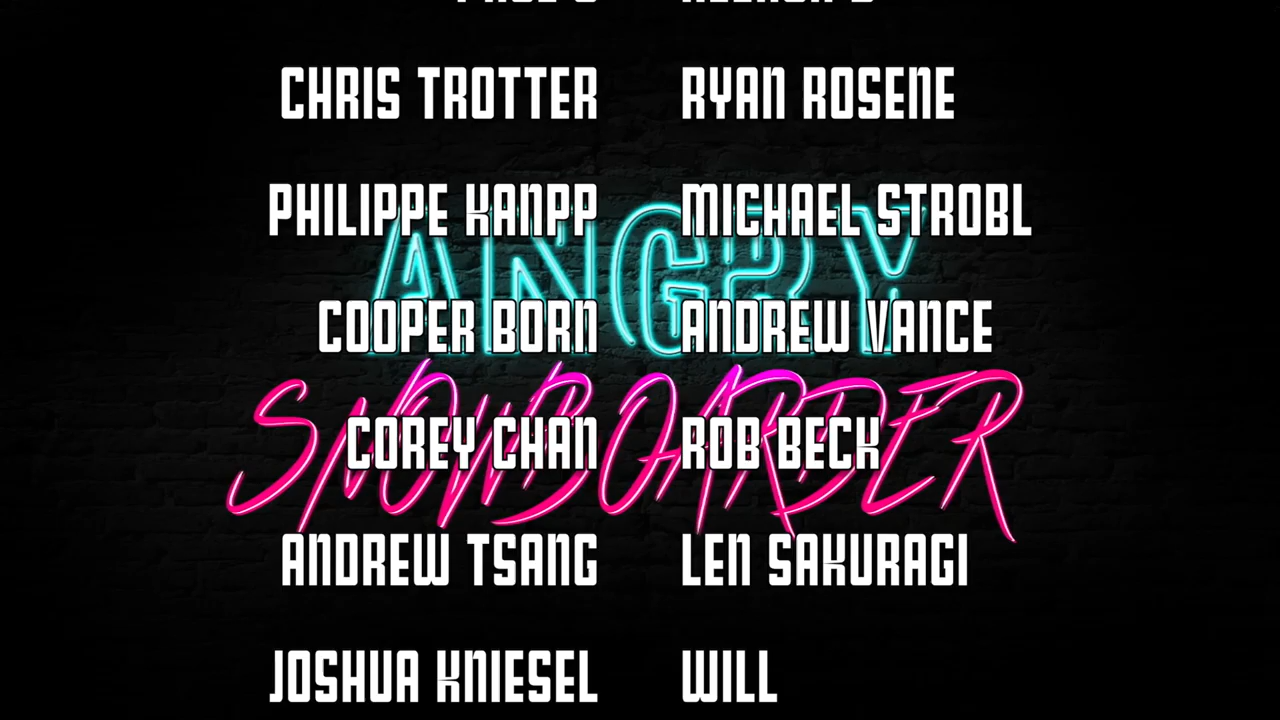 CHRIS TROTTER RYAN ROSENE
PHILIPPE KANPP MICHAEL STROBL
ANGRY
COOPER BORN ANDREW VANCE
SNOWBOARDER
COREY CHAN ROB BECK
ANDREW TSANG LEN SAKURAGI
JOSHUA KNIESEL WILL